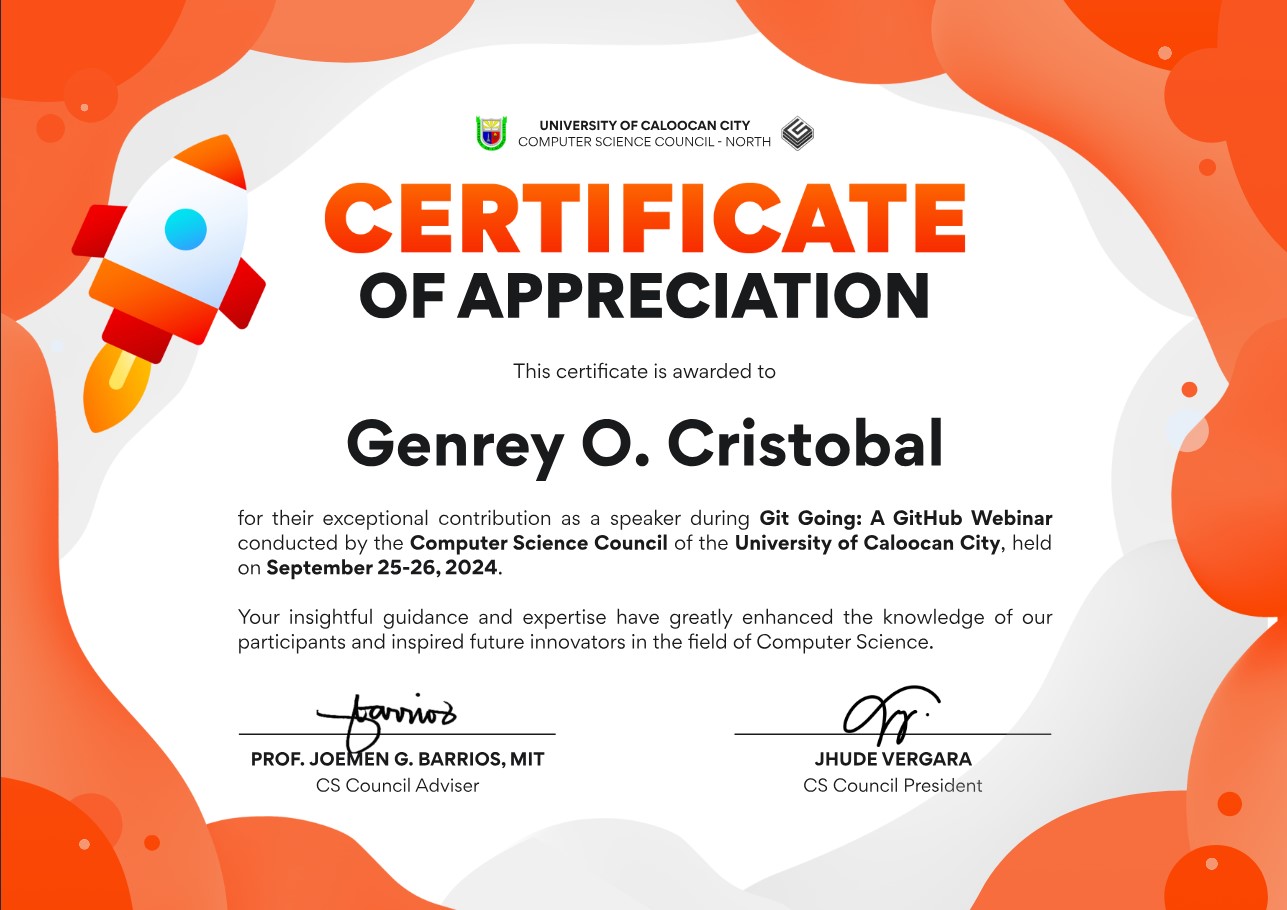 UNIVERSITY OF CALOOCAN CITY
COMPUTER SCIENCE COUNCIL - NORTH
CERTIFICATE
OF APPRECIATION
This certificate is awarded to
Genrey O. Cristobal
for their exceptional contribution as a speaker during Git Going: A GitHub Webinar
conducted by the Computer Science Council of the University of Caloocan City, held
on September 25-26, 2024.
Your insightful guidance and expertise have greatly enhanced the knowledge of our
participants and inspired future innovators in the field of Computer Science.
PROF. JOEMEN G. BARRIOS, MIT
CS Council Adviser
JHUDE VERGARA
CS Council President